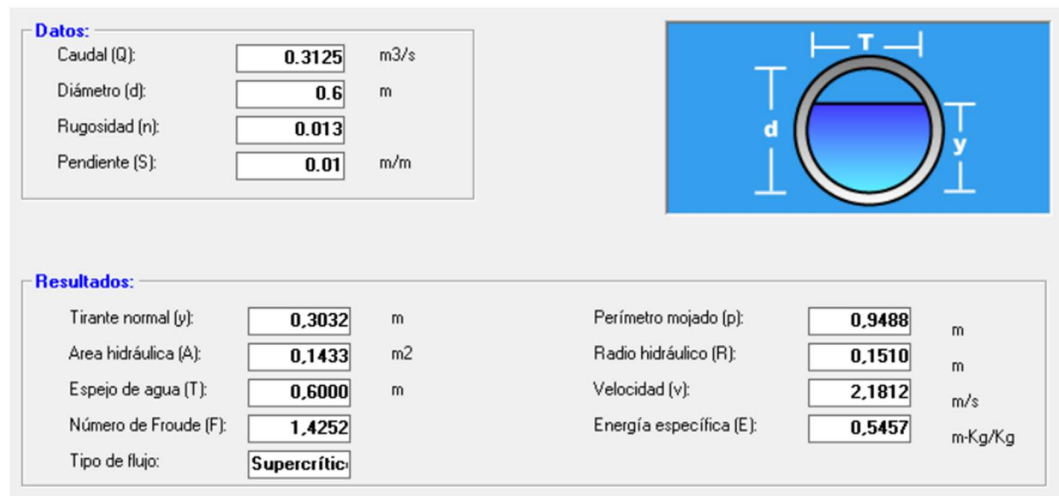 Datos:
Caudal (Q): 0.3125 m3/s
Diámetro (d): 0.6 m
Rugosidad (n): 0.013
Pendiente (S): 0.01 m/m
T
d
y
Resultados:
Tirante normal (y): 0,3032 m Perímetro mojado (p): 0,9488 m
Area hidráulica (A): 0,1433 m2 Radio hidráulico (R): 0,1510 m
Espejo de agua (T): 0,6000 m Velocidad (v): 2,1812 m/s
Número de Froude (F): 1,4252 Energía específica (E): 0,5457 m-Kg/Kg
Tipo de flujo: Supercrític